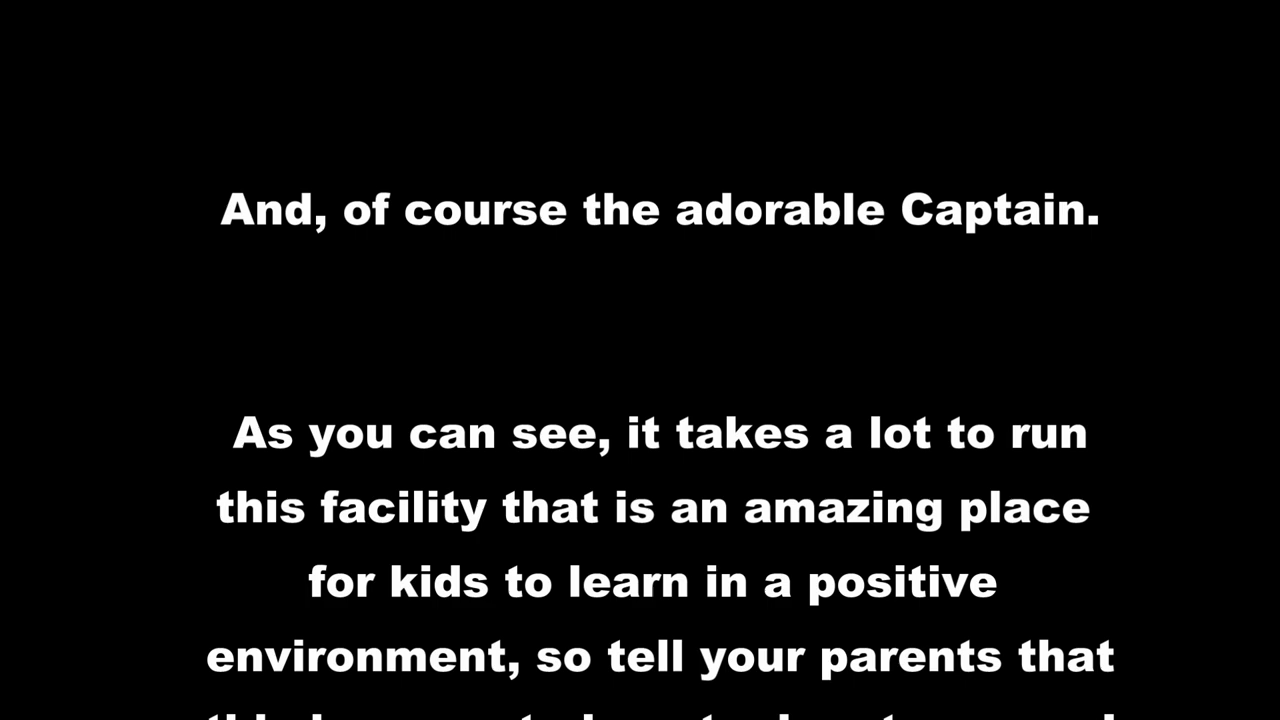 And, of course the adorable Captain.
As you can see, it takes a lot to run
this facility that is an amazing place
for kids to learn in a positive
environment, so tell your parents that